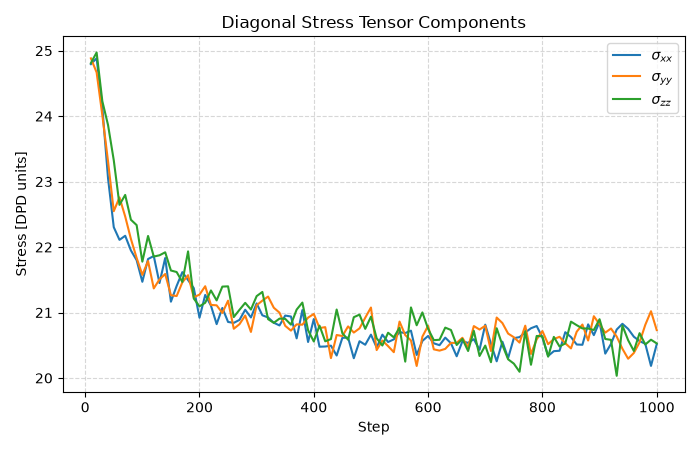 Diagonal Stress Tensor Components
Stress [DPD units]
25
24
23
22
21
20
σxx
σyy
σzz
0 200 400 600 800 1000
Step